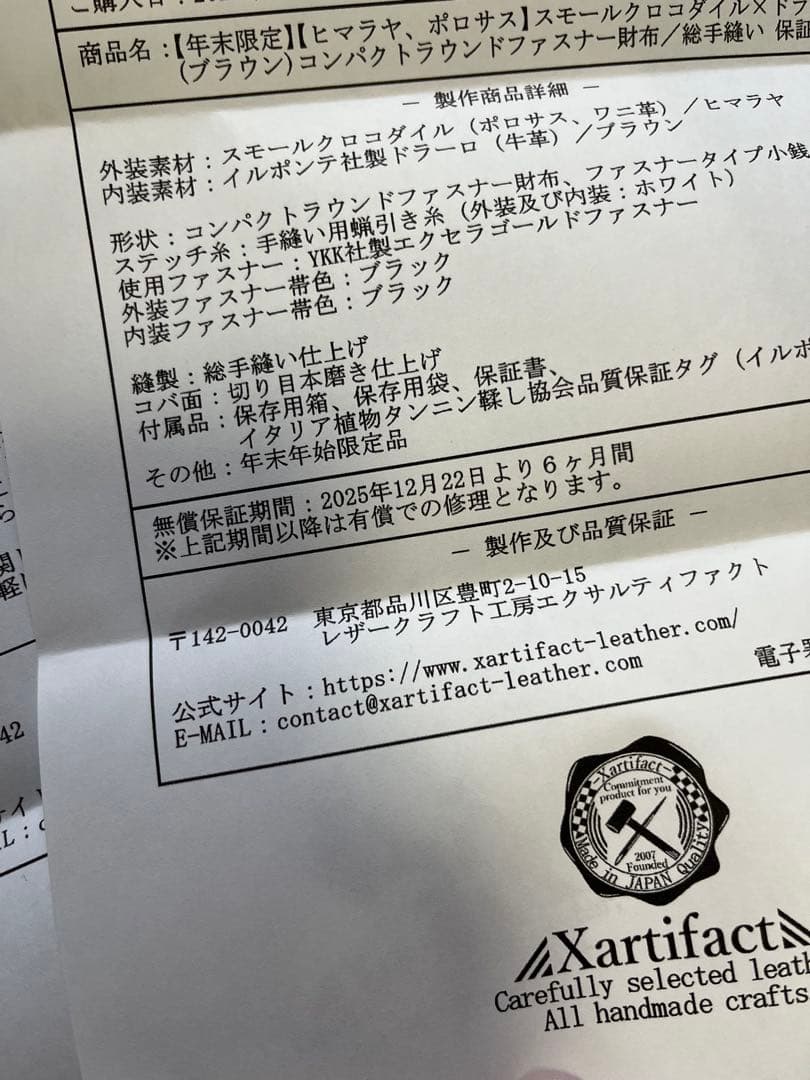 ご購入日：202
商品名：【年末限定】【ヒマラヤ、ポロサス】スモールクロコダイル×ドラ
(ブラウン)コンパクトラウンドファスナー財布／総手縫い 保証
－ 製作商品詳細 －
外装素材：スモールクロコダイル（ポロサス、ワニ革）／ヒマラヤ
内装素材：イルポンテ社製ドラーロ（牛革）／ブラウン
形状：コンパクトラウンドファスナー財布、ファスナータイプ小銭
ステッチ糸：手縫い用蝋引き糸（外装及び内装：ホワイト）
使用ファスナー：YKK社製エクセラゴールドファスナー
外装ファスナー帯色：ブラック
内装ファスナー帯色：ブラック
縫製：総手縫い仕上げ
コバ面：切り目本磨き仕上げ
付属品：保存用箱、保存用袋、保証書、
イタリア植物タンニン鞣し協会品質保証タグ（イルポ
その他：年末年始限定品
無償保証期間：2025年12月22日より６ヶ月間
※上記期間以降は有償での修理となります。
－ 製作及び品質保証 －
〒142-0042 東京都品川区豊町2-10-15
レザークラフト工房エクサルティファクト
公式サイト：https://www.xartifact-leather.com/
E-MAIL：contact@xartifact-leather.com
電子
Xartifact
Commitment
product for you
2007
Founded
Made in JAPAN Quality
Xartifact
Carefully selected leath
All handmade crafts